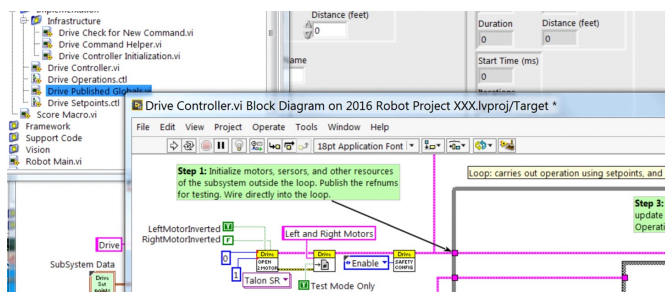 Implementation
Infrastructure
Drive Check for New Command.vi
Drive Command Helper.vi
Drive Controller Initialization.vi
Drive Controller.vi
Drive Operations.ctl
Drive Published Globals.vi
Drive Setpoints.ctl
Score Macro.vi
Framework
Support Code
Vision
Robot Main.vi
Distance (feet)
0
Name
Duration
Distance (feet)
0
0
Start Time (ms)
0
Iterations
Drive Controller.vi Block Diagram on 2016 Robot Project XXX.lvproj/Target *
File Edit View Project Operate Tools Window Help
18pt Application Font
Step 1: Initialize motors, sersors, and other resources
of the subsystem outside the loop. Publish the refnums
for testing. Wire directly into the loop.
Loop: carries out operation using setpoints, and
Step 3:
update
Operati
LeftMotorInverted T
RightMotorInverted F
Left and Right Motors
Drive
SubSystem Data
Drive
Set
points
0
1
Drive
OPEN
2 MOTOR
Talon SR
Drive
Enable
Drive
SAFETY
CONFIG
T Test Mode Only